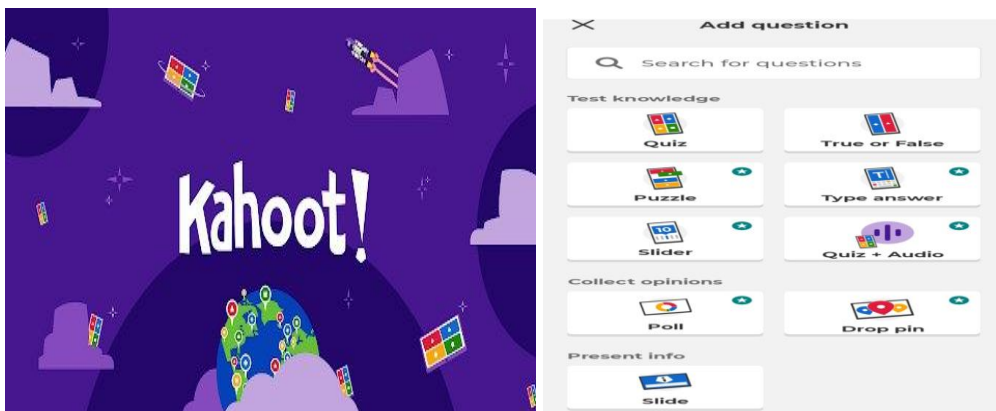 Kahoot!
Add question
Search for questions
Test knowledge
Quiz
True or False
Puzzle
Type answer
Slider
Quiz + Audio
Collect opinions
Poll
Drop pin
Present info
Slide